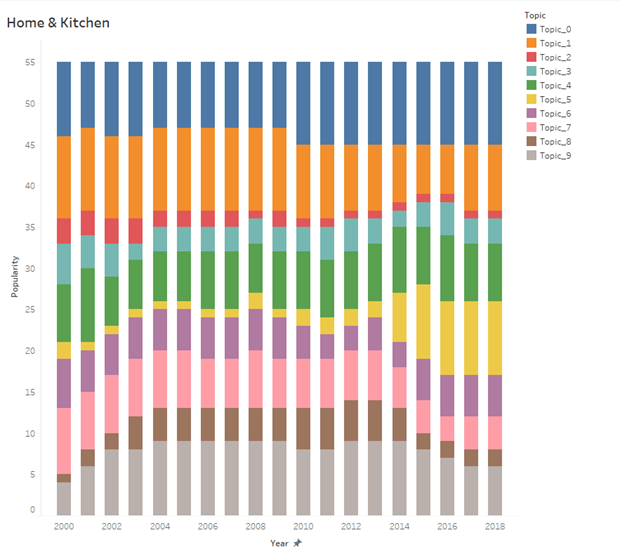 Home & Kitchen
Topic
Topic_0
Topic_1
Topic_2
Topic_3
Topic_4
Topic_5
Topic_6
Topic_7
Topic_8
Topic_9
Popularity
55
50
45
40
35
30
25
20
15
10
5
0
2000 2002 2004 2006 2008 2010 2012 2014 2016 2018
Year